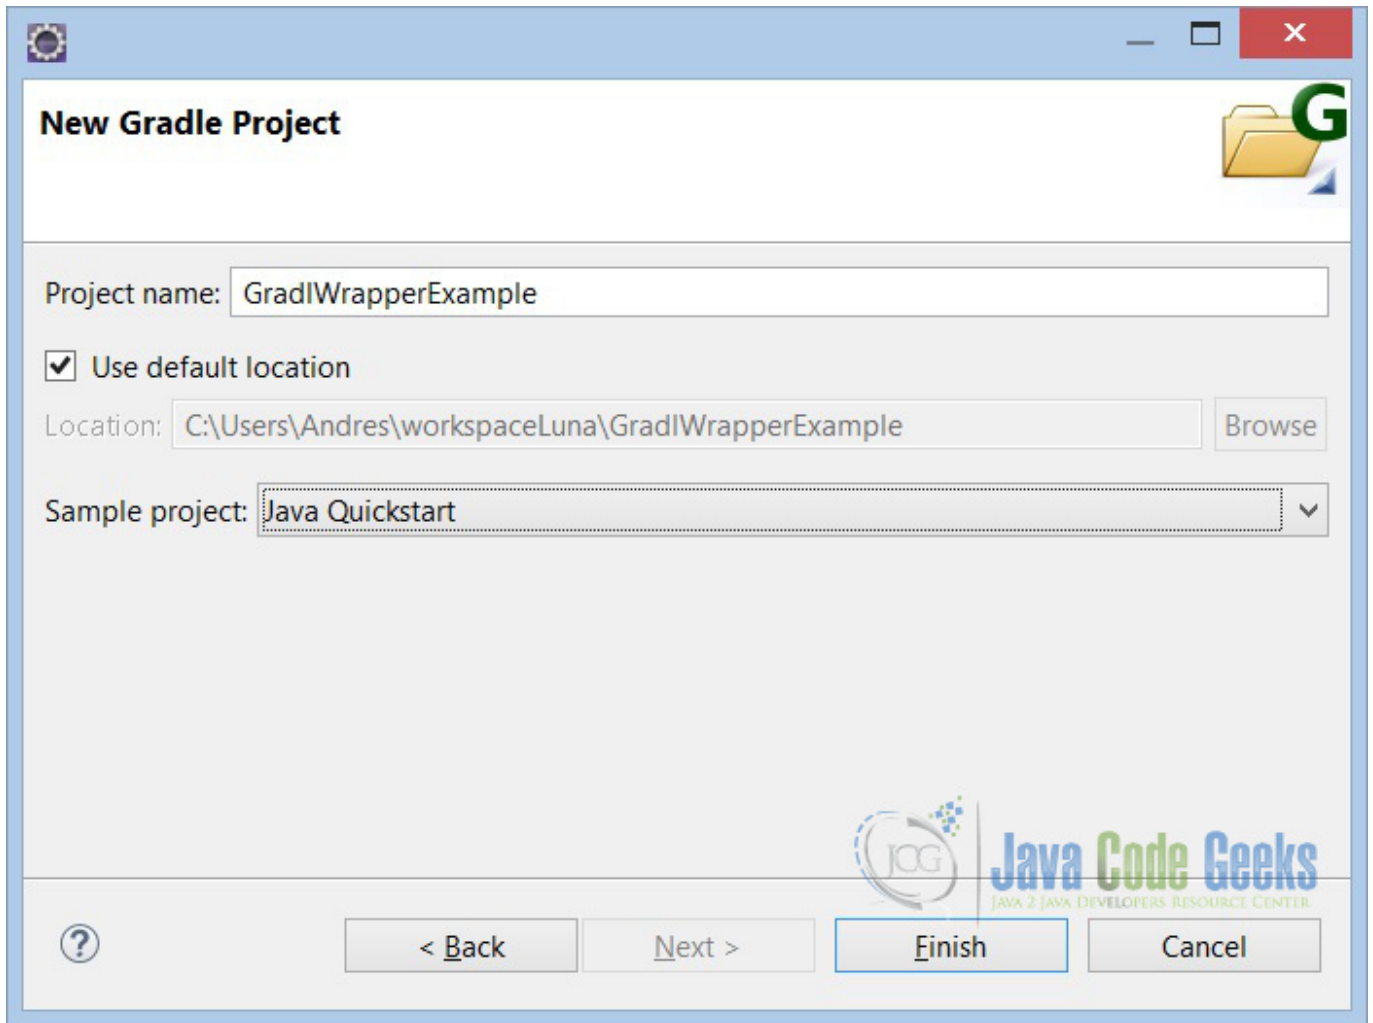 New Gradle Project
G
Project name: GradlWrapperExample
Use default location
Location: C:\Users\Andres\workspaceLuna\GradlWrapperExample Browse
Sample project: Java Quickstart
JCG Java Code Geeks
JAVA 2 JAVA DEVELOPERS RESOURCE CENTER
? < Back Next > Finish Cancel